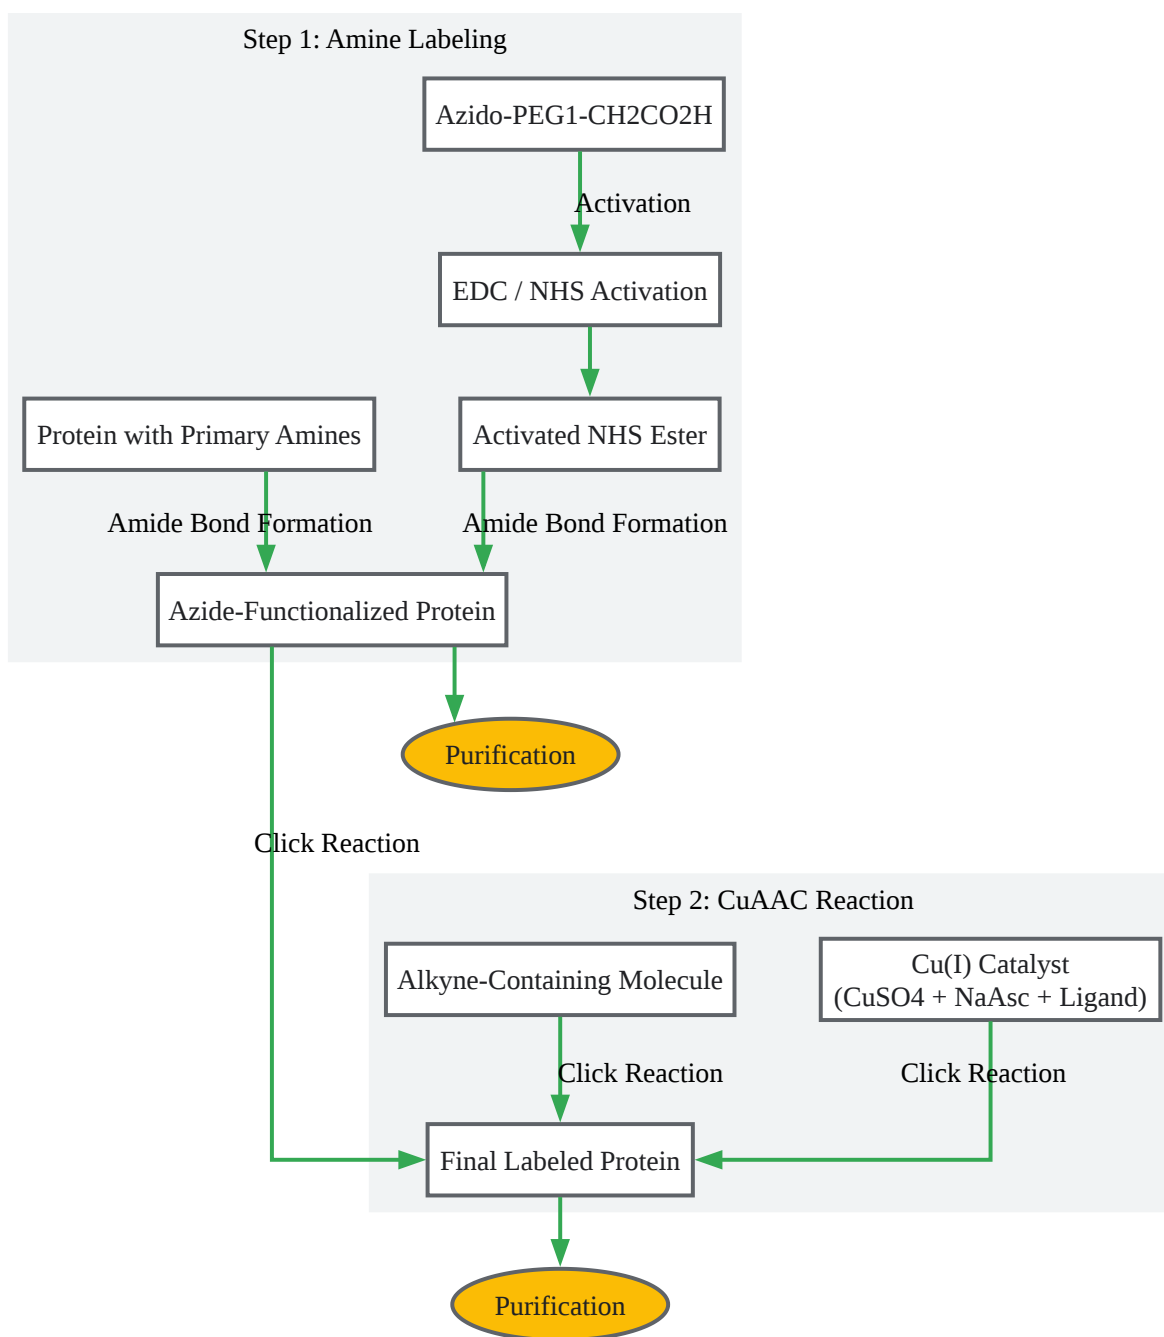 Step 1: Amine Labeling
Azido-PEG1-CH2CO2H
Activation
EDC / NHS Activation
Protein with Primary Amines
Activated NHS Ester
Amide Bond Formation
Amide Bond Formation
Azide-Functionalized Protein
Purification
Click Reaction
Step 2: CuAAC Reaction
Alkyne-Containing Molecule
Cu(I) Catalyst
(CuSO4 + NaAsc + Ligand)
Click Reaction
Click Reaction
Final Labeled Protein
Purification